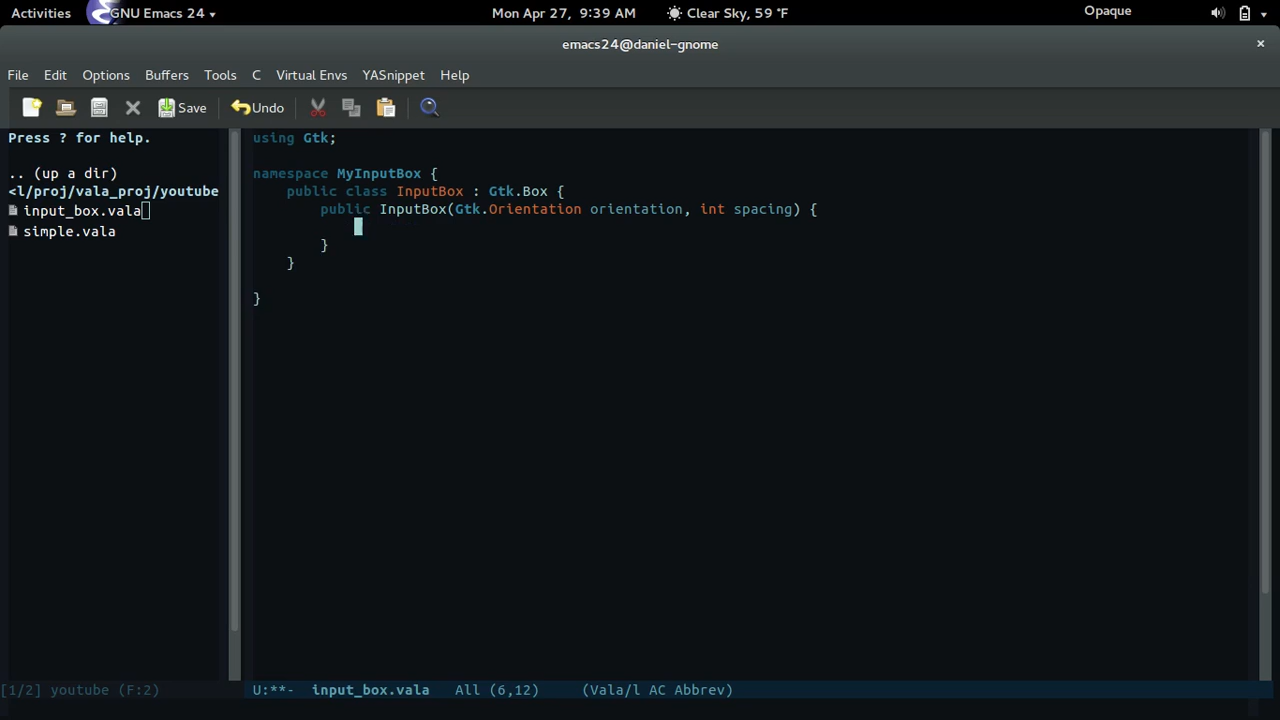 Activities GNU Emacs 24 Mon Apr 27, 9:39 AM Clear Sky, 59 °F Opaque
emacs24@daniel-gnome ×
File Edit Options Buffers Tools C Virtual Envs YASnippet Help
Save Undo
Press ? for help.
.. (up a dir)
<l/proj/vala_proj/youtube
input_box.vala
simple.vala
using Gtk;
namespace MyInputBox {
public class InputBox : Gtk.Box {
public InputBox(Gtk.Orientation orientation, int spacing) {
}
}
}
[1/2] youtube (F:2)
U:**- input_box.vala All (6,12) (Vala/l AC Abbrev)